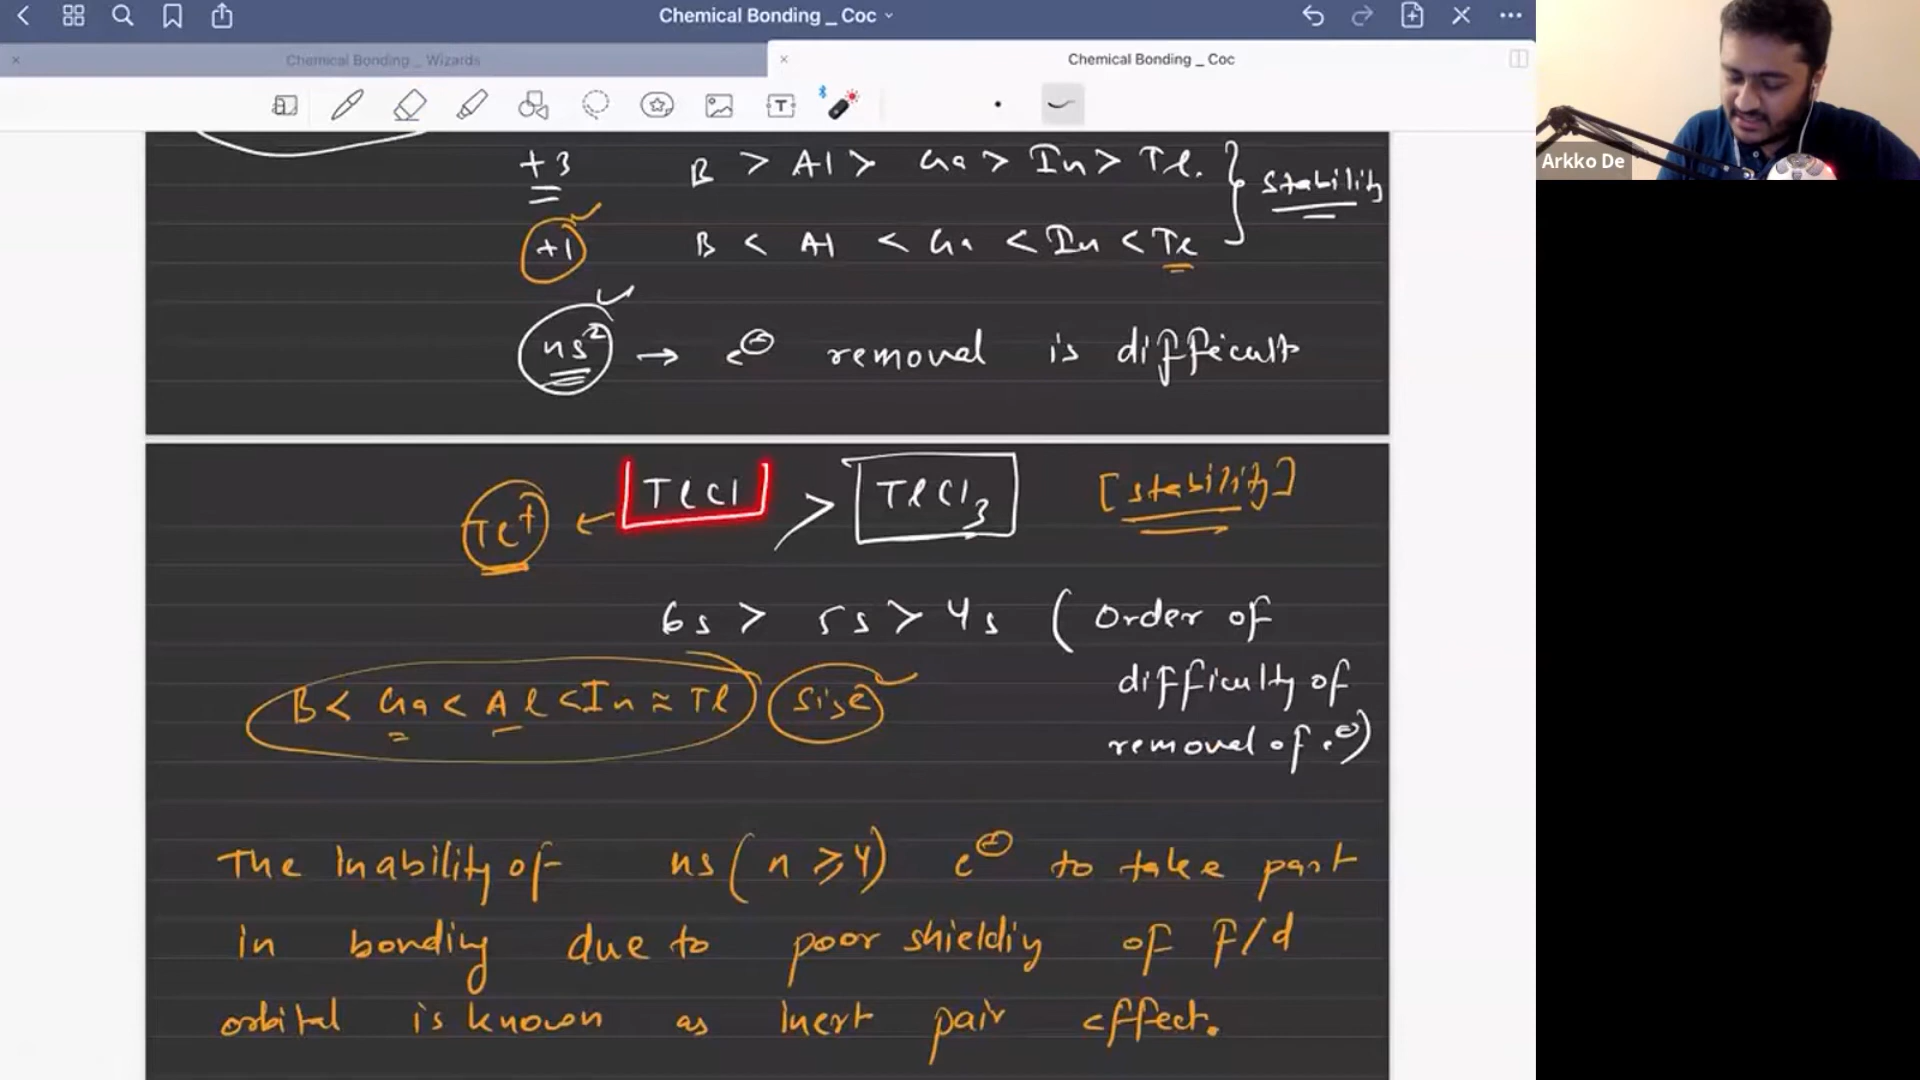 Chemical Bonding _ Coc
Chemical Bonding _ Wizards
Chemical Bonding _ Coc
Arkko De
+3 B > Al > Ga > In > Tl. } stability
+1 B < Al < Ga < In < Tl
ns² → e⊖ removal is difficult
Tl⁺ ← TlCl > TlCl₃ [stability]
6s > 5s > 4s (order of
difficulty of
removal of e⊖)
B < Ga < Al < In ≈ Tl size
The Inability of ns (n ≥ 4) e⊖ to take part
in bonding due to poor shieldiy of F/d
orbital is known as inert pair effect.